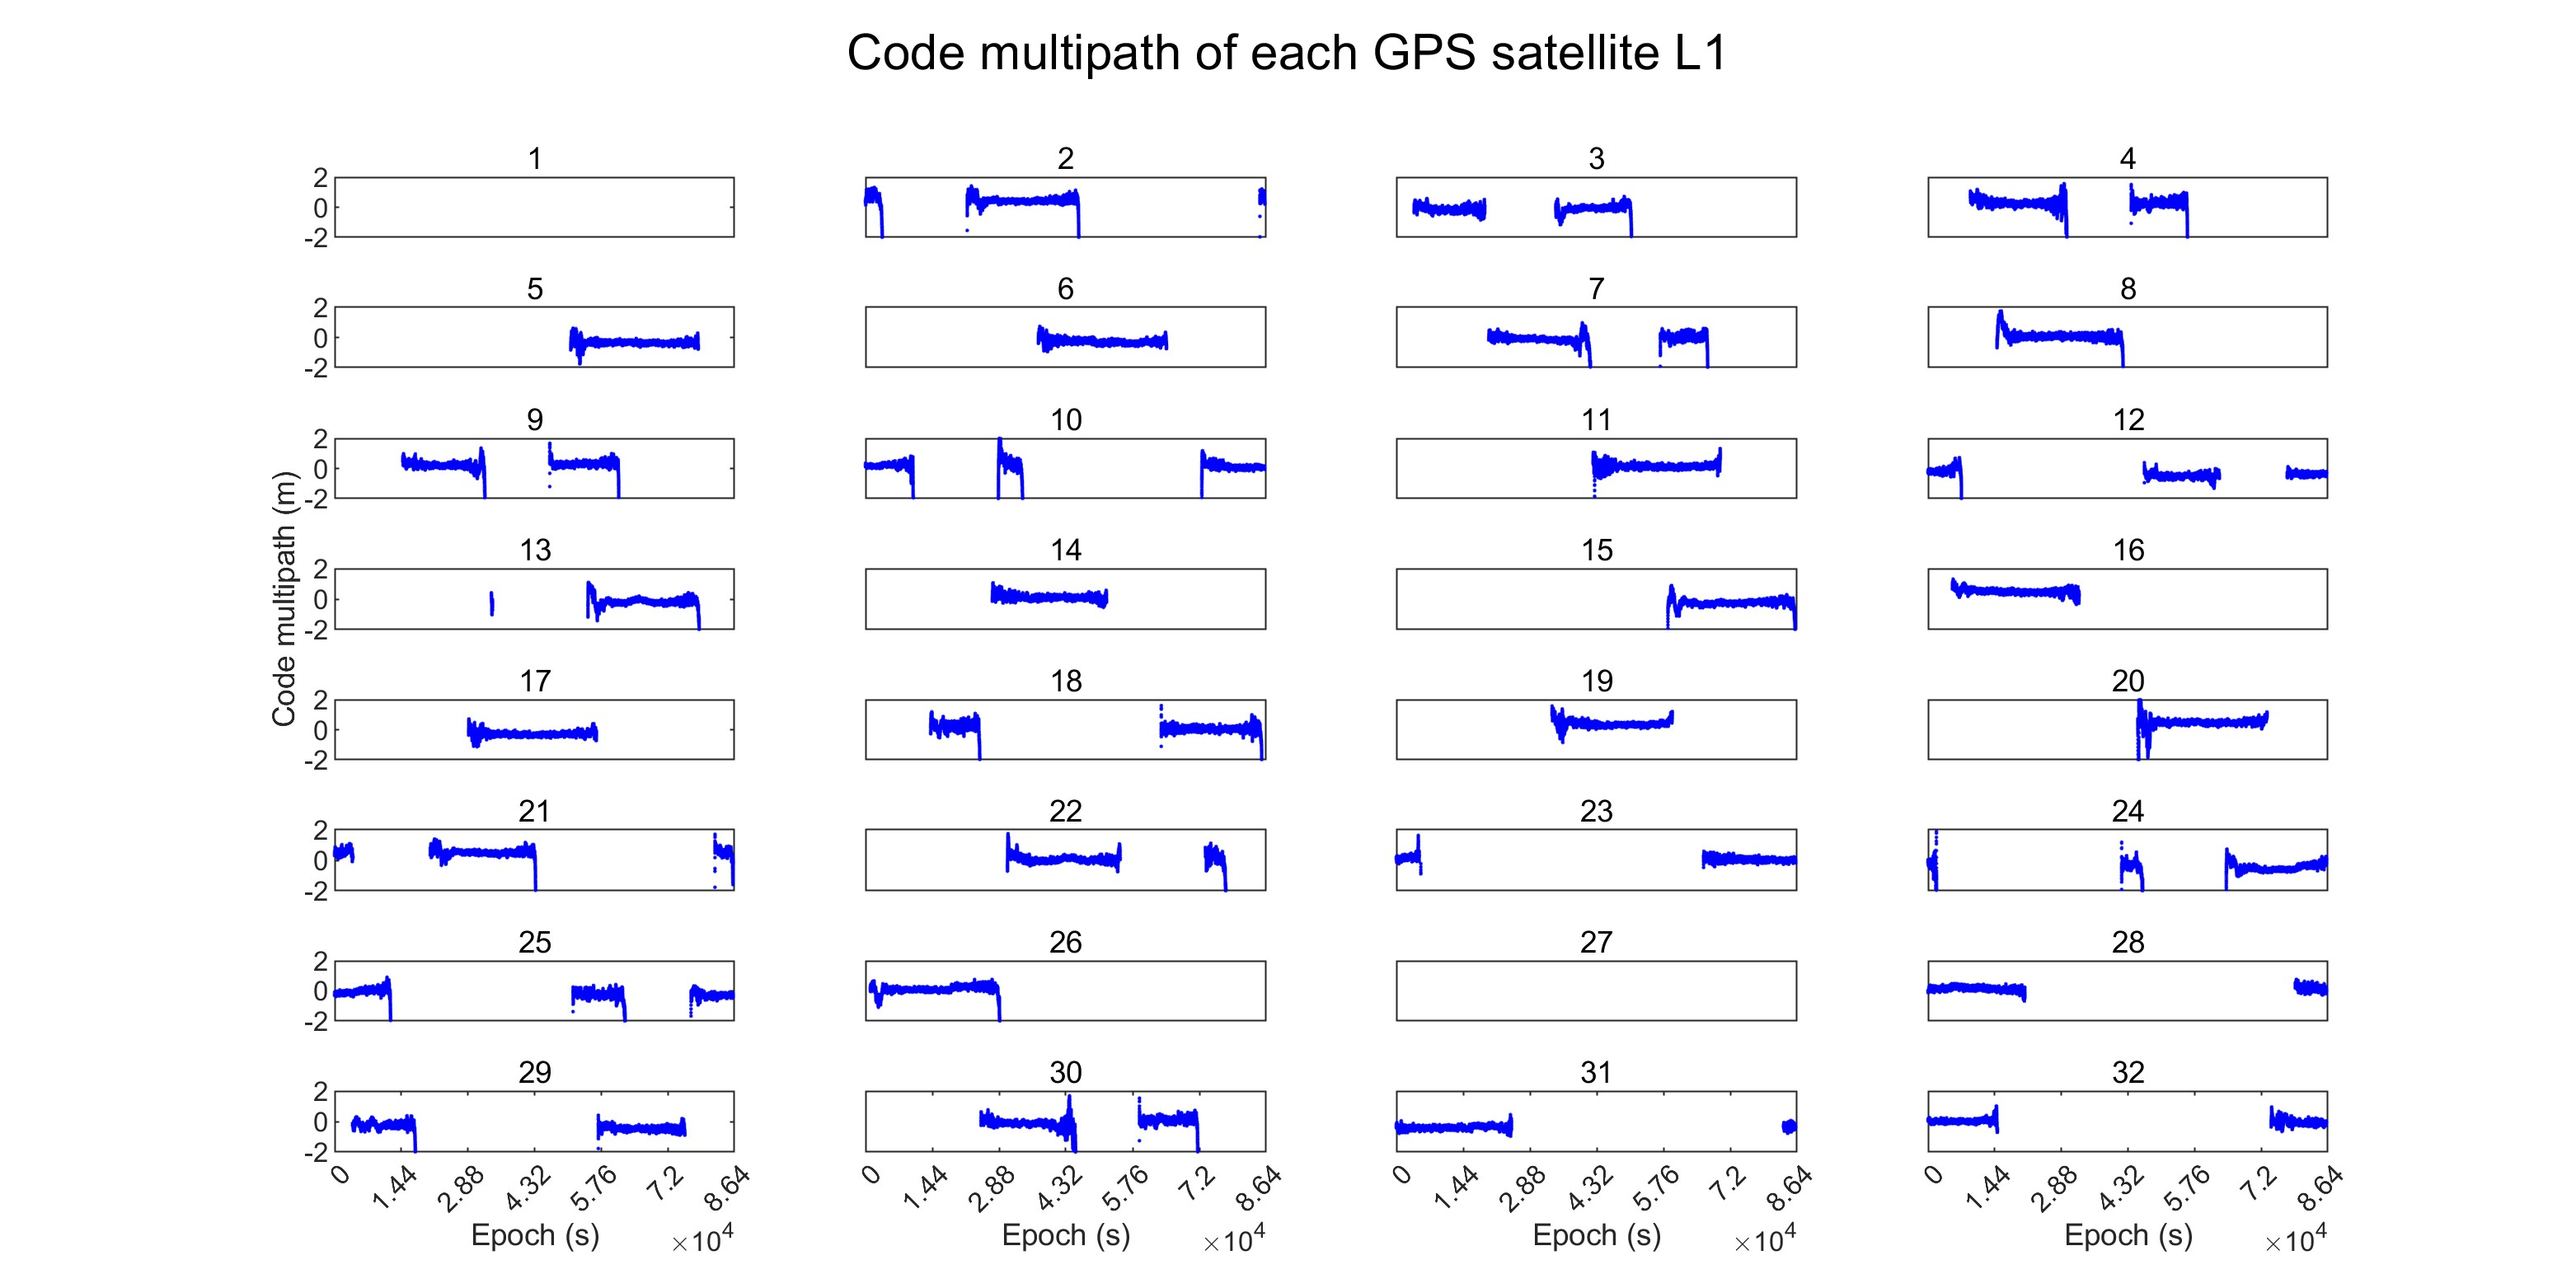 Code multipath of each GPS satellite L1
1 2 3 4
2
0
-2
5 6 7 8
2
0
-2
9 10 11 12
2
0
-2
13 14 15 16
2
0
-2
Code multipath (m)
17 18 19 20
2
0
-2
21 22 23 24
2
0
-2
25 26 27 28
2
0
-2
29 30 31 32
2
0
-2
0 1.44 2.88 4.32 5.76 7.2 8.64 0 1.44 2.88 4.32 5.76 7.2 8.64 0 1.44 2.88 4.32 5.76 7.2 8.64 0 1.44 2.88 4.32 5.76 7.2 8.64
Epoch (s) ×10⁴ Epoch (s) ×10⁴ Epoch (s) ×10⁴ Epoch (s) ×10⁴